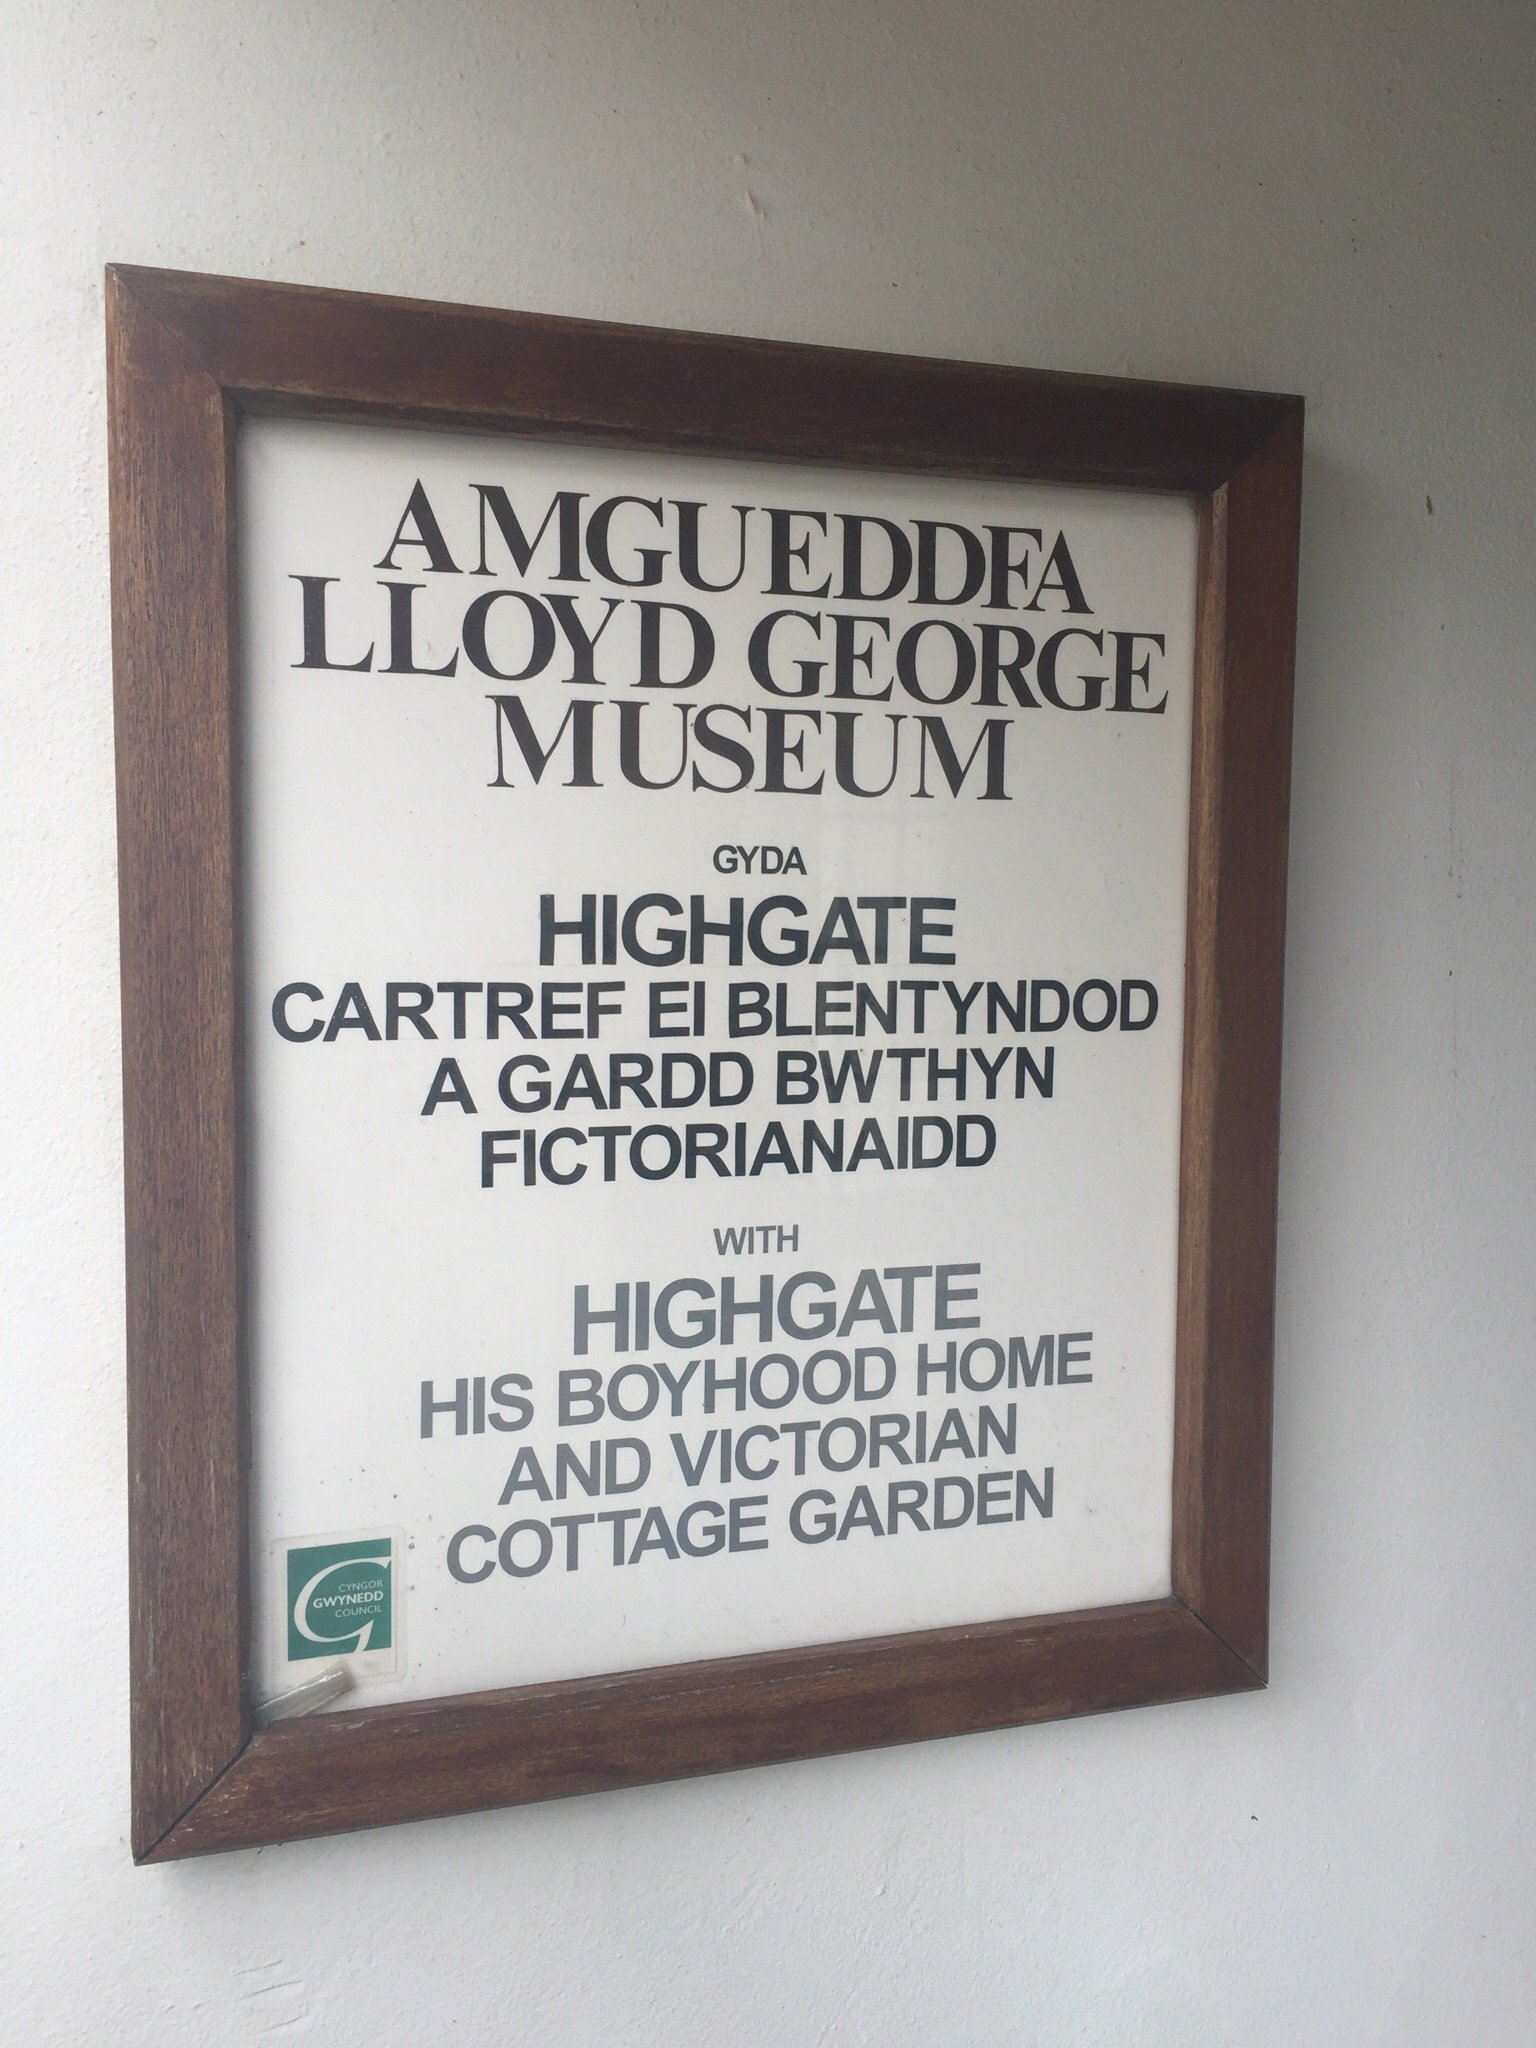 AMGUEDDFA
LLOYD GEORGE
MUSEUM
GYDA
HIGHGATE
CARTREF EI BLENTYNDOD
A GARDD BWTHYN
FICTORIANAIDD
WITH
HIGHGATE
HIS BOYHOOD HOME
AND VICTORIAN
COTTAGE GARDEN
CYNGOR
GWYNEDD
COUNCIL